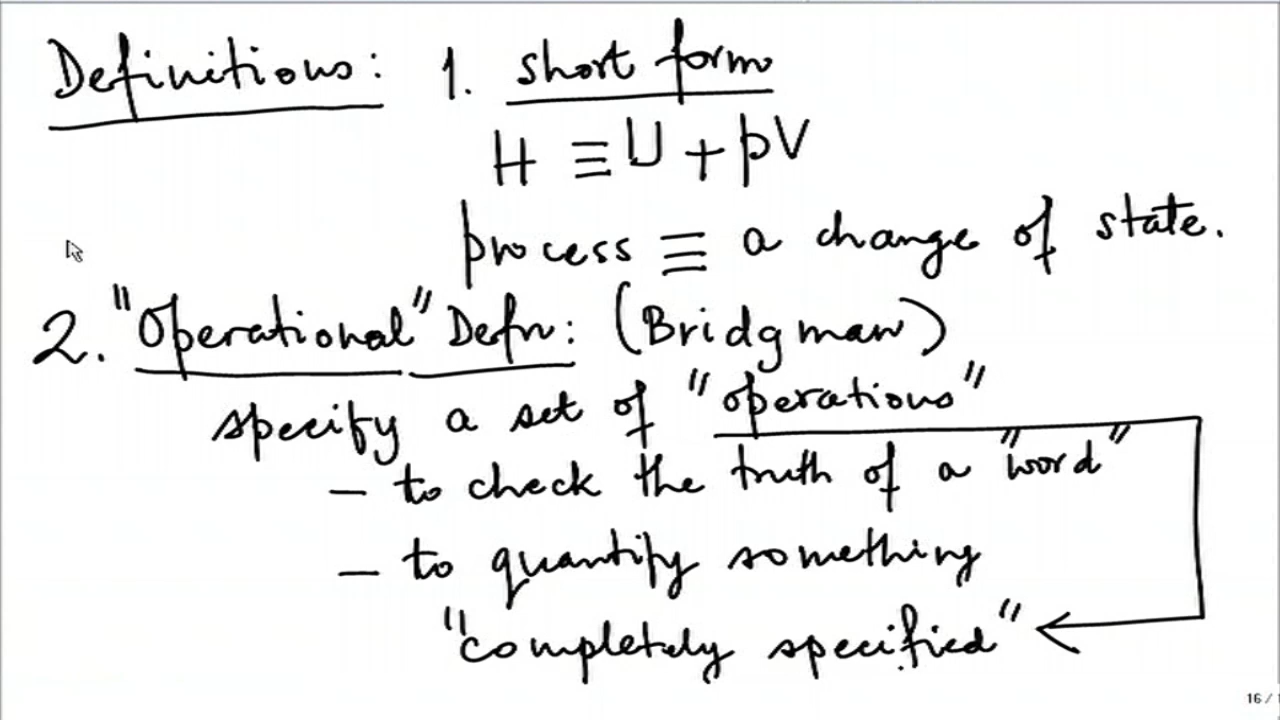 Definitions: 1. short form
H ≡ U + pV
process ≡ a change of state.
2. "Operational" Defn: (Bridgman)
specify a set of "operations"
– to check the truth of a "word"
– to quantify something
"completely specified"
16 /